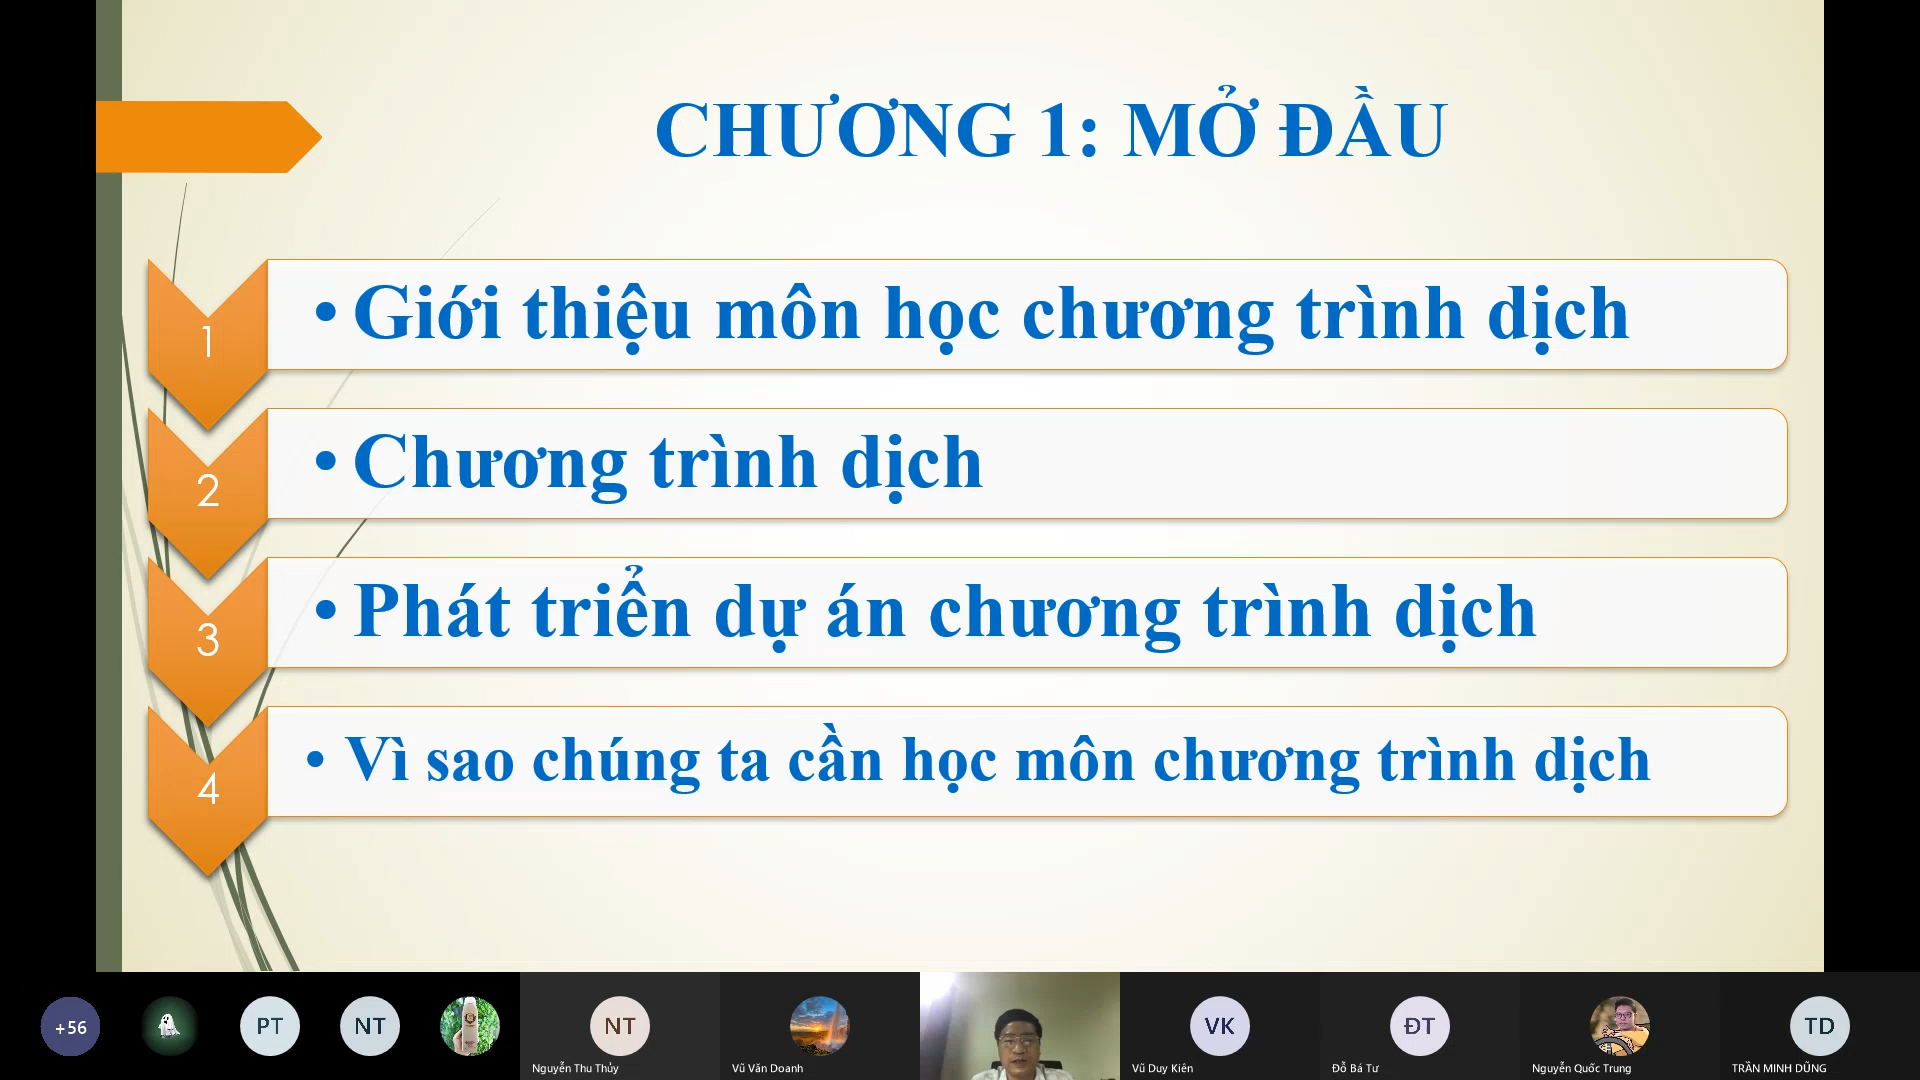 CHƯƠNG 1: MỞ ĐẦU
1
• Giới thiệu môn học chương trình dịch
2
• Chương trình dịch
3
• Phát triển dự án chương trình dịch
4
• Vì sao chúng ta cần học môn chương trình dịch
+56
PT
NT
NT
VK
ĐT
TD
Nguyễn Thu Thủy
Vũ Văn Doanh
Vũ Duy Kiên
Đỗ Bá Tư
Nguyễn Quốc Trung
TRẦN MINH DŨNG